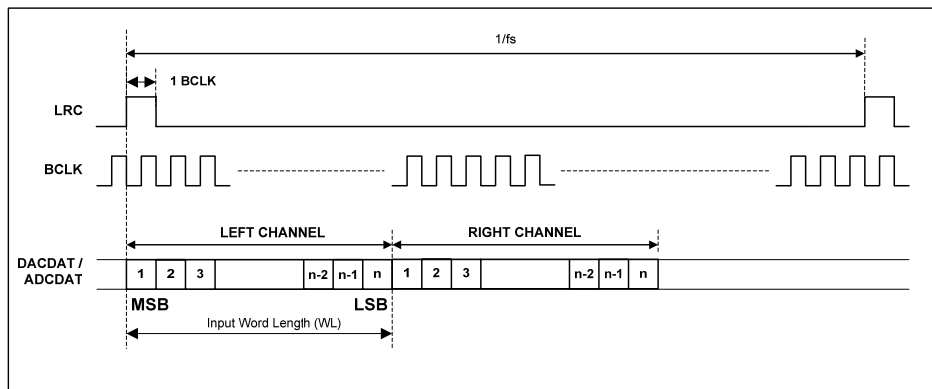 1/fs
1 BCLK
LRC
BCLK
LEFT CHANNEL RIGHT CHANNEL
DACDAT /
ADCDAT
1 2 3 n-2 n-1 n 1 2 3 n-2 n-1 n
MSB LSB
Input Word Length (WL)